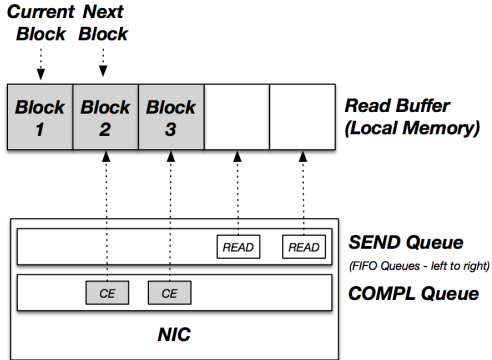 Current Next
Block Block
Block 1
Block 2
Block 3
Read Buffer
(Local Memory)
READ
READ
SEND Queue
(FIFO Queues - left to right)
CE
CE
COMPL Queue
NIC